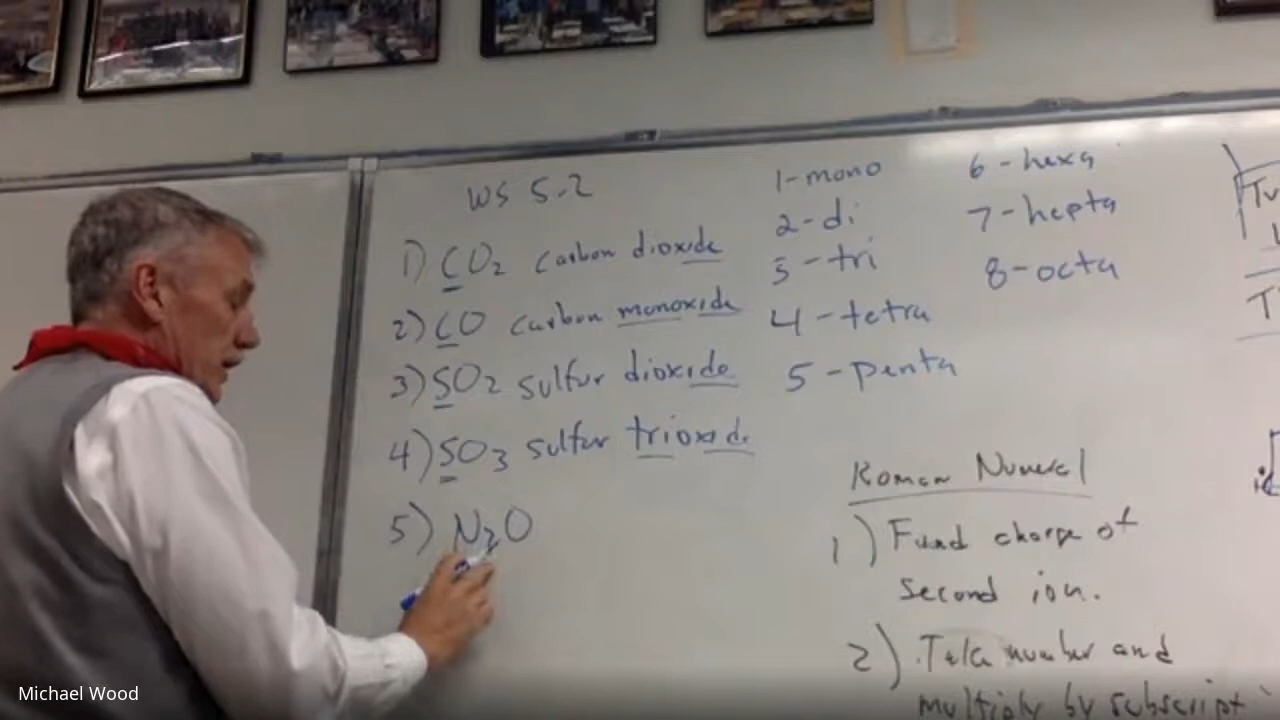 WS 5-2
1) CO2 carbon dioxide
2) CO carbon monoxide
3) SO2 sulfur dioxide
4) SO3 sulfur trioxide
5) N2O
1-mono
2-di
3-tri
4-tetra
5-penta
6-hexa
7-hepta
8-octa
Roman Numeral
1) Find charge of
second ion.
2) Take number and
multiply by subscript
Michael Wood